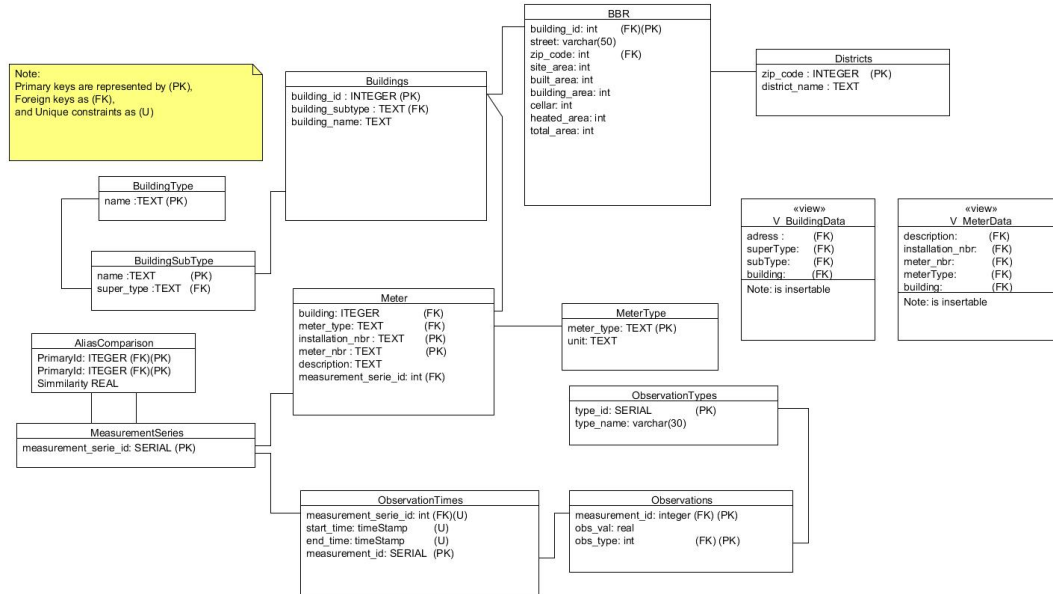 Note:
Primary keys are represented by (PK),
Foreign keys as (FK),
and Unique constraints as (U)
Buildings
building_id : INTEGER (PK)
building_subtype : TEXT (FK)
building_name: TEXT
BBR
building_id: int (FK)(PK)
street: varchar(50)
zip_code: int (FK)
site_area: int
built_area: int
building_area: int
cellar: int
heated_area: int
total_area: int
Districts
zip_code : INTEGER (PK)
district_name : TEXT
BuildingType
name :TEXT (PK)
BuildingSubType
name :TEXT (PK)
super_type :TEXT (FK)
«view»
V_BuildingData
adress : (FK)
superType: (FK)
subType: (FK)
building: (FK)
Note: is insertable
«view»
V_MeterData
description: (FK)
installation_nbr: (FK)
meter_nbr: (FK)
meterType: (FK)
building: (FK)
Note: is insertable
Meter
building: ITEGER (FK)
meter_type: TEXT (FK)
installation_nbr : TEXT (PK)
meter_nbr : TEXT (PK)
description: TEXT
measurement_serie_id: int (FK)
MeterType
meter_type: TEXT (PK)
unit: TEXT
AliasComparison
PrimaryId: ITEGER (FK)(PK)
PrimaryId: ITEGER (FK)(PK)
Simmilarity REAL
MeasurementSeries
measurement_serie_id: SERIAL (PK)
ObservationTypes
type_id: SERIAL (PK)
type_name: varchar(30)
ObservationTimes
measurement_serie_id: int (FK)(U)
start_time: timeStamp (U)
end_time: timeStamp (U)
measurement_id: SERIAL (PK)
Observations
measurement_id: integer (FK) (PK)
obs_val: real
obs_type: int (FK) (PK)